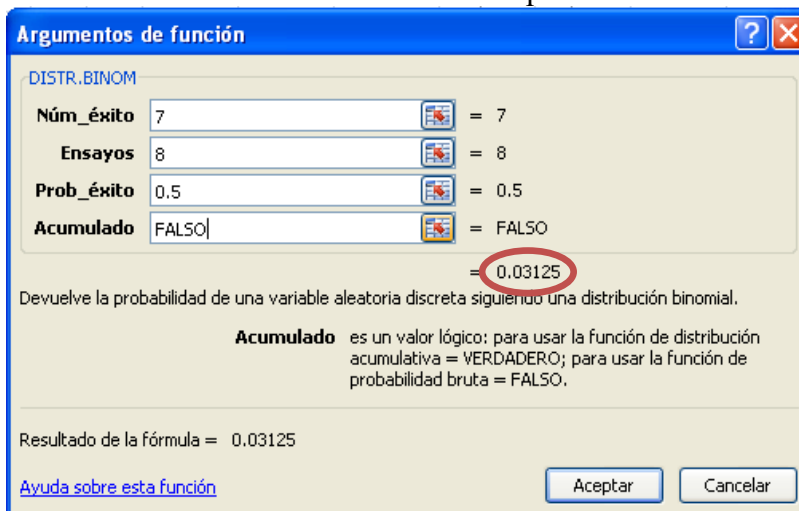 Argumentos de función
DISTR.BINOM
Núm_éxito 7 = 7
Ensayos 8 = 8
Prob_éxito 0.5 = 0.5
Acumulado FALSO = FALSO
= 0.03125
Devuelve la probabilidad de una variable aleatoria discreta siguiendo una distribución binomial.
Acumulado es un valor lógico: para usar la función de distribución
acumulativa = VERDADERO; para usar la función de
probabilidad bruta = FALSO.
Resultado de la fórmula = 0.03125
Ayuda sobre esta función Aceptar Cancelar